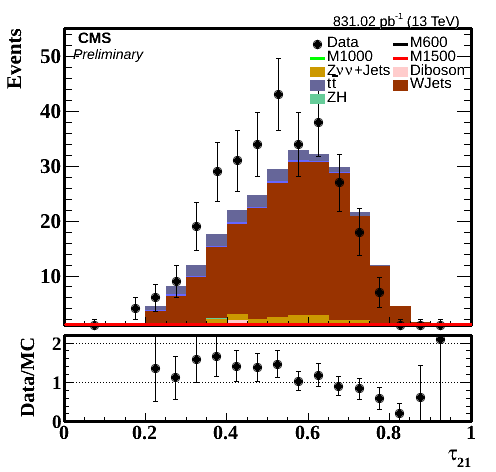 831.02 pb⁻¹ (13 TeV)
CMS
Preliminary
Data
M600
M1000
M1500
Zνν+Jets
Diboson
tt̄
WJets
ZH
Events
50
40
30
20
10
Data/MC
2
1
0
0 0.2 0.4 0.6 0.8 1
τ₂₁